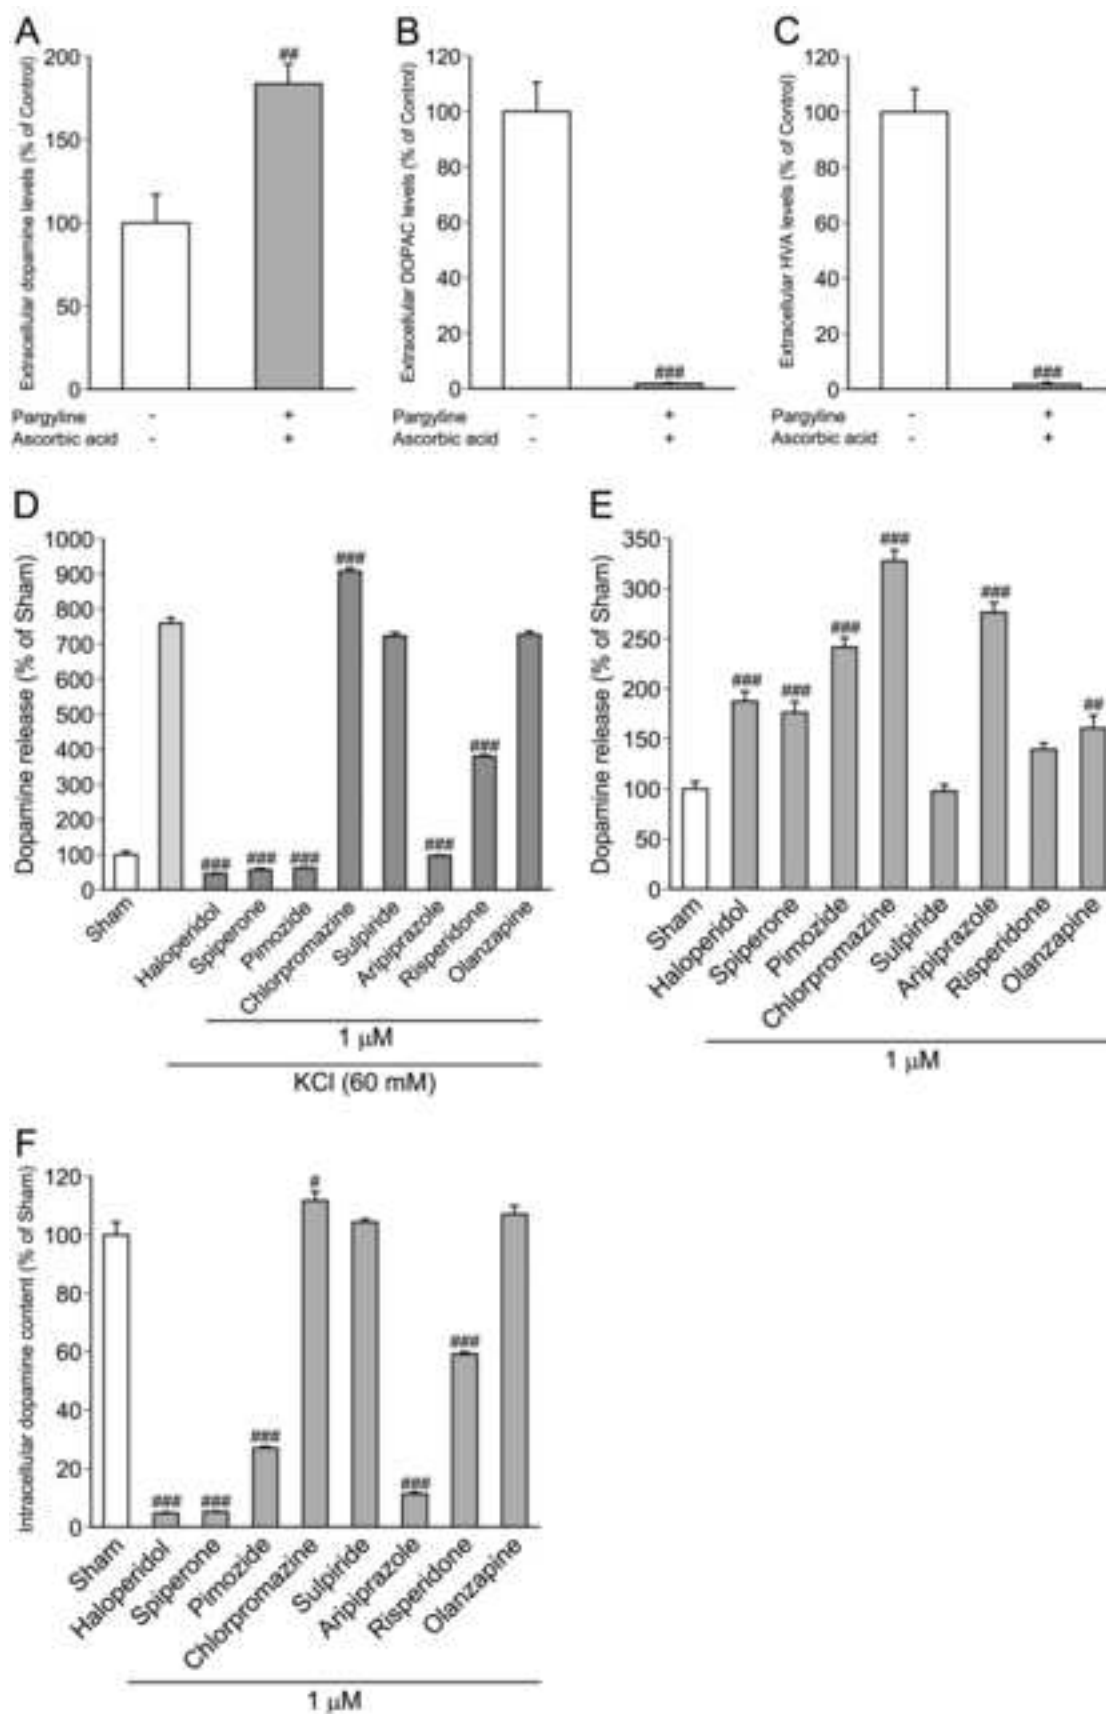 A
Extracellular dopamine levels (% of Control)
200
150
100
50
0
##
Pargyline - +
Ascorbic acid - +
B
Extracellular DOPAC levels (% of Control)
120
100
80
60
40
20
0
###
Pargyline - +
Ascorbic acid - +
C
Extracellular HVA levels (% of Control)
120
100
80
60
40
20
0
###
Pargyline - +
Ascorbic acid - +
D
Dopamine release (% of Sham)
1000
900
800
700
600
500
400
300
200
100
0
### ### ### ### ### ###
Sham
Haloperidol
Spiperone
Pimozide
Chlorpromazine
Sulpiride
Aripiprazole
Risperidone
Olanzapine
1 μM
KCl (60 mM)
E
Dopamine release (% of Sham)
350
300
250
200
150
100
50
0
### ### ### ### ### ##
Sham
Haloperidol
Spiperone
Pimozide
Chlorpromazine
Sulpiride
Aripiprazole
Risperidone
Olanzapine
1 μM
F
Intracellular dopamine content (% of Sham)
120
100
80
60
40
20
0
### ### ### # ### ###
Sham
Haloperidol
Spiperone
Pimozide
Chlorpromazine
Sulpiride
Aripiprazole
Risperidone
Olanzapine
1 μM